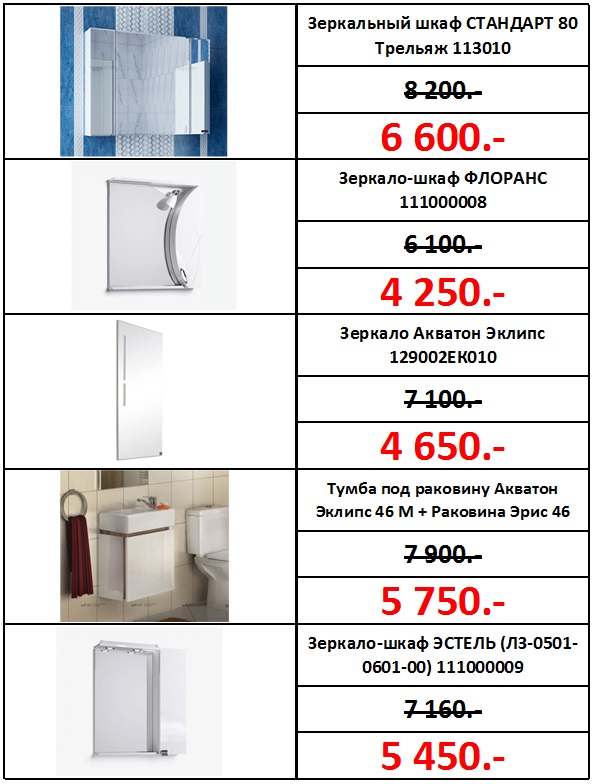 Зеркальный шкаф СТАНДАРТ 80
Трельяж 113010
8 200.-
6 600.-
Зеркало-шкаф ФЛОРАНС
111000008
6 100.-
4 250.-
Зеркало Акватон Эклипс
129002ЕК010
7 100.-
4 650.-
Тумба под раковину Акватон
Эклипс 46 М + Раковина Эрис 46
7 900.-
5 750.-
Зеркало-шкаф ЭСТЕЛЬ (ЛЗ-0501-
0601-00) 111000009
7 160.-
5 450.-